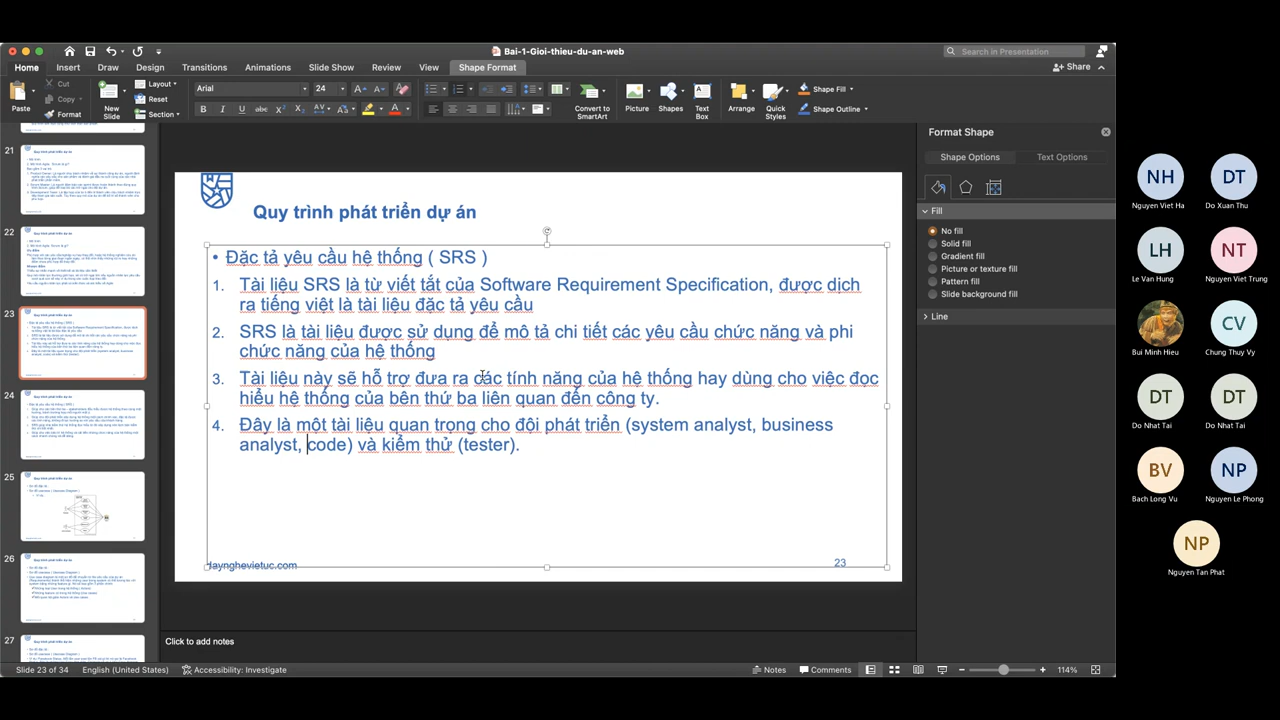 Bai-1-Gioi-thieu-du-an-web
Search in Presentation
Home Insert Draw Design Transitions Animations Slide Show Review View Shape Format
Share
Paste
Cut
Copy
Format
New Slide
Layout
Reset
Section
Arial 24
Convert to SmartArt
Picture
Shapes
Text Box
Arrange
Quick Styles
Shape Fill
Shape Outline
21
22
23
24
25
26
27
Quy trình phát triển dự án
• Đặc tả yêu cầu hệ thống ( SRS )
1. Tài liệu SRS là từ viết tắt của Software Requirement Specification, được dịch
ra tiếng việt là tài liệu đặc tả yêu cầu
2. SRS là tài liệu được sử dụng để mô tả chi tiết các yêu cầu chức năng và phi
chức năng của hệ thống
3. Tài liệu này sẽ hỗ trợ đưa ra các tính năng của hệ thống hay dùng cho việc đọc
hiểu hệ thống của bên thứ ba liên quan đến công ty.
4. Đây là một tài liệu quan trọng cho đội phát triển (system analyst, business
analyst, code) và kiểm thử (tester).
daynghevietuc.com
23
Click to add notes
Slide 23 of 34
English (United States)
Accessibility: Investigate
Notes
Comments
114%
Format Shape
Shape Options
Text Options
Fill
No fill
Solid fill
Gradient fill
Picture or texture fill
Pattern fill
Slide background fill
Line
NH
Nguyen Viet Ha
DT
Do Xuan Thu
LH
Le Van Hung
NT
Nguyen Viet Trung
Bui Minh Hieu
CV
Chung Thuy Vy
DT
Do Nhat Tai
DT
Do Nhat Tai
BV
Bach Long Vu
NP
Nguyen Le Phong
NP
Nguyen Tan Phat